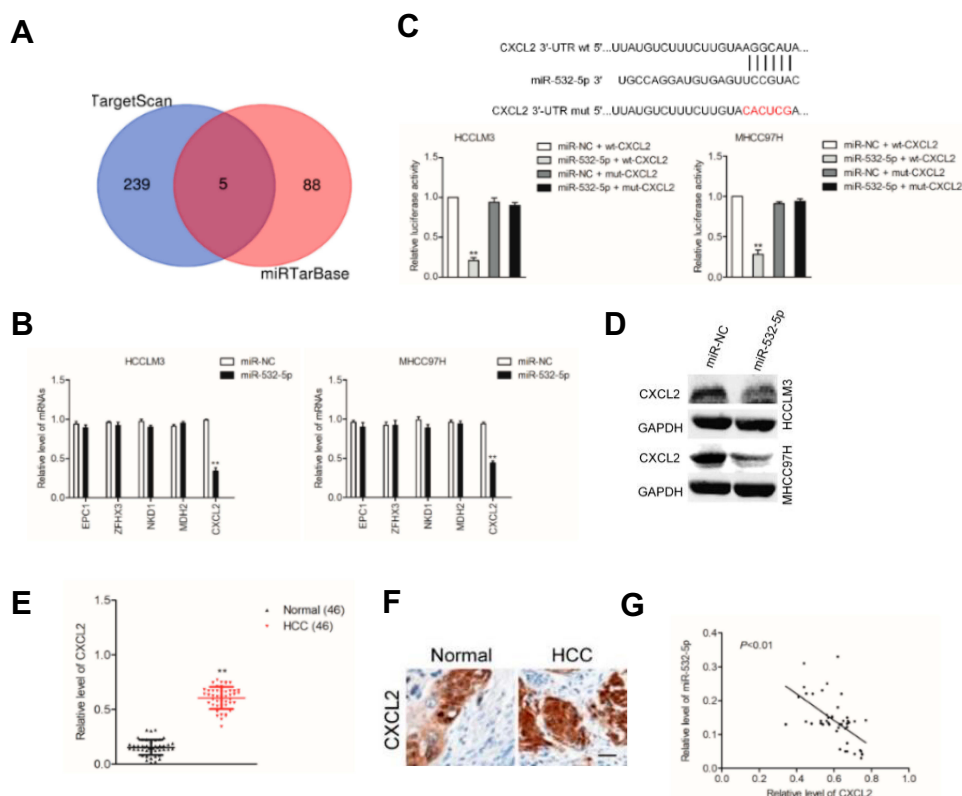 A
TargetScan
239
5
88
miRTarBase
B
HCCLM3
miR-NC
miR-532-5p
Relative level of mRNAs
1.5
1.0
0.5
0.0
EPC1
ZFHX3
NKD1
MDH2
CXCL2
**
MHCC97H
miR-NC
miR-532-5p
Relative level of mRNAs
1.5
1.0
0.5
0.0
EPC1
ZFHX3
NKD1
MDH2
CXCL2
**
C
CXCL2 3'-UTR wt 5'...UUAUGUCUUUCUUGUAAGGCAUA...
miR-532-5p 3' UGCCAGGAUGUGAGUUCCGUAC
CXCL2 3'-UTR mut 5'...UUAUGUCUUUCUUGUACACUCGA...
HCCLM3
miR-NC + wt-CXCL2
miR-532-5p + wt-CXCL2
miR-NC + mut-CXCL2
miR-532-5p + mut-CXCL2
Relative luciferase activity
1.5
1.0
0.5
0.0
**
MHCC97H
miR-NC + wt-CXCL2
miR-532-5p + wt-CXCL2
miR-NC + mut-CXCL2
miR-532-5p + mut-CXCL2
Relative luciferase activity
1.5
1.0
0.5
0.0
**
D
miR-NC
miR-532-5p
CXCL2
GAPDH
HCCLM3
CXCL2
GAPDH
MHCC97H
E
Relative level of CXCL2
1.5
1.0
0.5
0.0
Normal (46)
HCC (46)
**
F
Normal
HCC
CXCL2
G
P<0.01
Relative level of miR-532-5p
0.4
0.3
0.2
0.1
0.0
0.0
0.2
0.4
0.6
0.8
1.0
Relative level of CXCL2